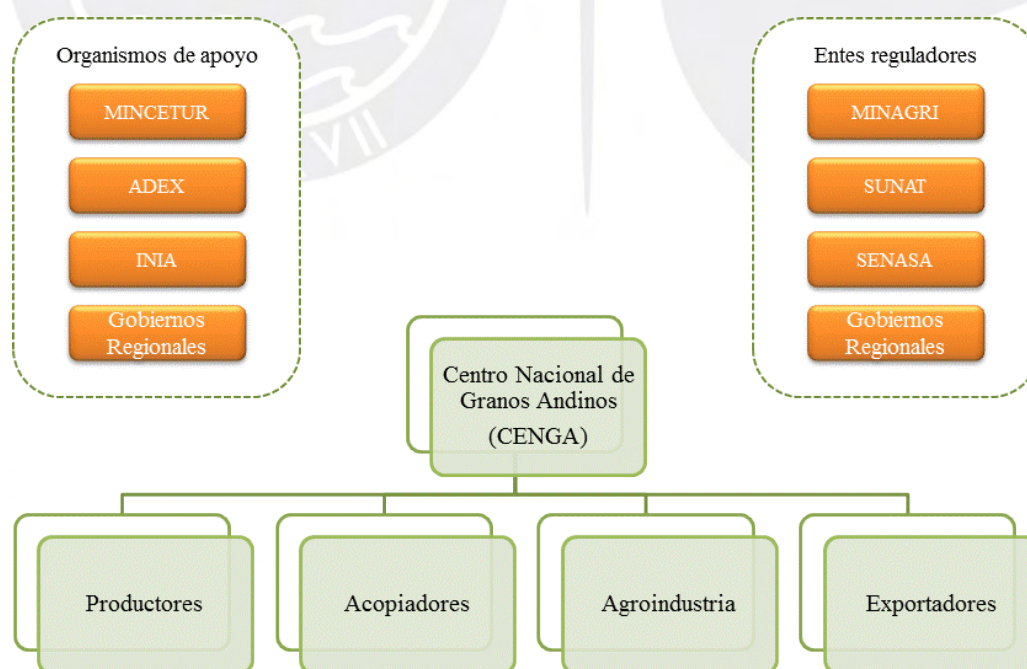 Organismos de apoyo
MINCETUR
ADEX
INIA
Gobiernos
Regionales
Entes reguladores
MINAGRI
SUNAT
SENASA
Gobiernos
Regionales
VII
Centro Nacional de
Granos Andinos
(CENGA)
Productores
Acopiadores
Agroindustria
Exportadores